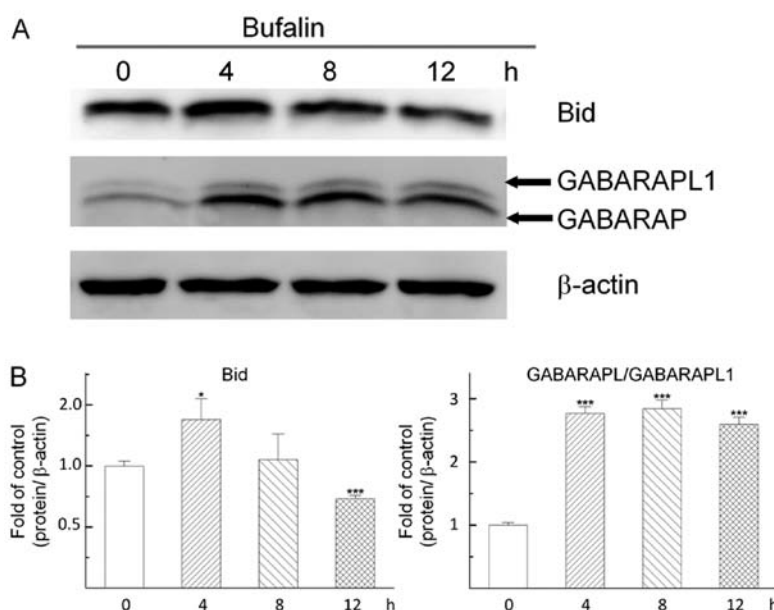 A
Bufalin
0 4 8 12 h
Bid
GABARAPL1
GABARAP
β-actin
B
Bid
Fold of control
(protein/ β-actin)
2.0
1.0
0.5
*
***
0 4 8 12 h
GABARAPL/GABARAPL1
Fold of control
(protein/ β-actin)
3
2
1
*** *** ***
0 4 8 12 h